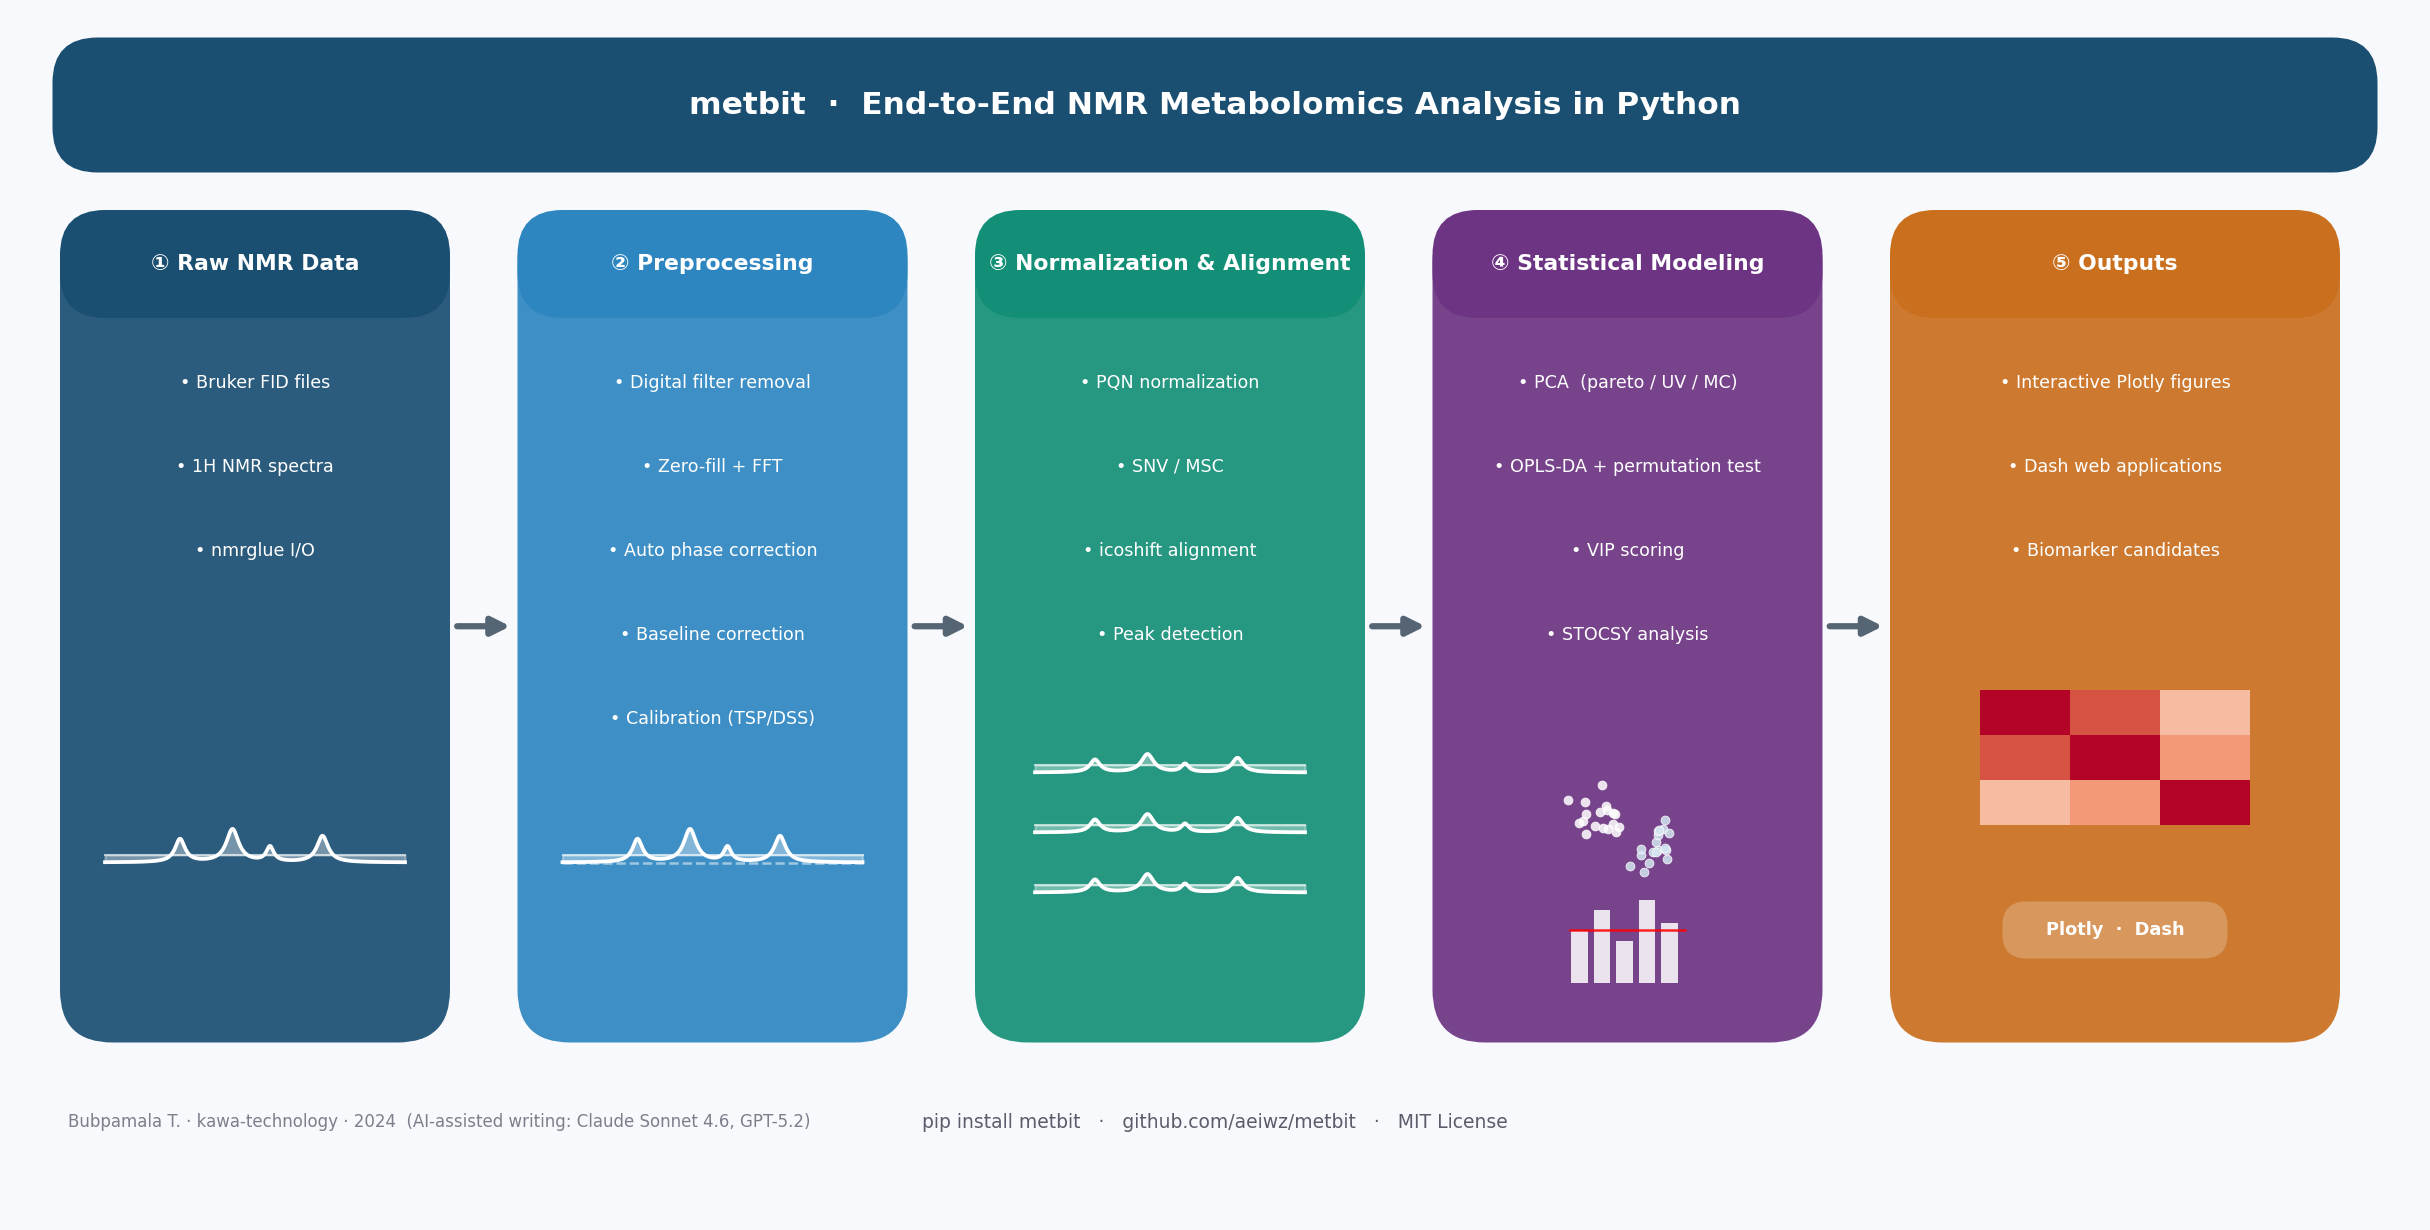 metbit · End-to-End NMR Metabolomics Analysis in Python
① Raw NMR Data
• Bruker FID files
• 1H NMR spectra
• nmrglue I/O
② Preprocessing
• Digital filter removal
• Zero-fill + FFT
• Auto phase correction
• Baseline correction
• Calibration (TSP/DSS)
③ Normalization & Alignment
• PQN normalization
• SNV / MSC
• icoshift alignment
• Peak detection
④ Statistical Modeling
• PCA (pareto / UV / MC)
• OPLS-DA + permutation test
• VIP scoring
• STOCSY analysis
⑤ Outputs
• Interactive Plotly figures
• Dash web applications
• Biomarker candidates
Plotly · Dash
Bubpamala T. · kawa-technology · 2024 (AI-assisted writing: Claude Sonnet 4.6, GPT-5.2)
pip install metbit · github.com/aeiwz/metbit · MIT License